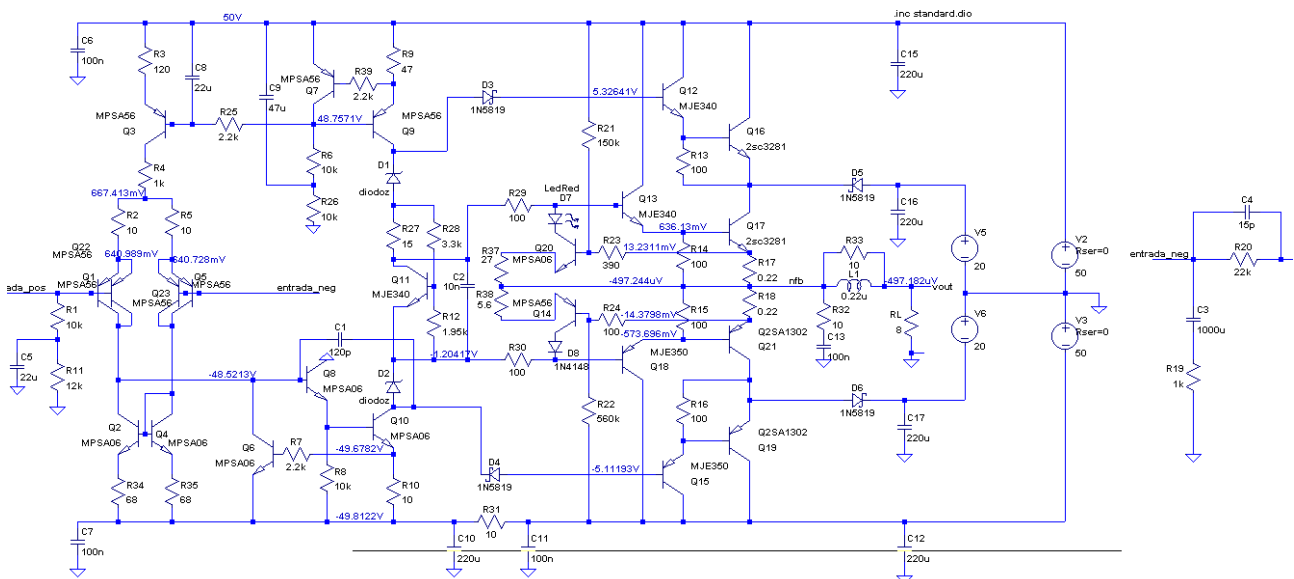 50V
.inc standard.dio
C6
100n
R3
120
C8
22u
C9
47u
MPSA56
Q7
R39
2.2k
R9
47
MPSA56
Q3
R25
2.2k
48.7571V
MPSA56
Q9
D3
1N5819
5.32641V
Q12
MJE340
C15
220u
R21
150k
Q16
2sc3281
R13
100
R4
1k
R6
10k
R26
10k
D1
diodoz
667.413mV
R2
10
R5
10
Q22
MPSA56
640.989mV
640.728mV
Q1
MPSA56
Q23
MPSA56
Q5
MPSA56
ada_pos
entrada_neg
R27
15
R28
3.3k
R29
100
LedRed
D7
Q13
MJE340
D5
1N5819
C16
220u
636.13mV
Q17
2sc3281
Q20
MPSA06
R23
390
13.2311mV
R14
100
R37
27
R17
0.22
R33
10
L1
0.22u
V5
20
V2
Rser=0
50
C4
15p
R20
22k
entrada_neg
Q11
MJE340
C2
10n
-497.244uV
nfb
-497.182uV
vout
R38
5.6
MPSA56
Q14
R24
100
-14.3798mV
R18
0.22
R15
100
R32
10
C13
100n
RL
8
V6
20
V3
Rser=0
50
C3
1000u
R19
1k
R1
10k
C5
22u
R11
12k
C1
120p
R12
1.95k
-1.20417V
R30
100
D8
1N4148
-573.696mV
Q18
MJE350
Q2SA1302
Q21
-48.5213V
Q8
MPSA06
D2
diodoz
D6
1N5819
C17
220u
Q2
MPSA06
Q4
MPSA06
Q6
MPSA06
R7
2.2k
-49.6782V
Q10
MPSA06
R22
560k
R16
100
Q2SA1302
Q19
R34
68
R35
68
R8
10k
R10
10
D4
1N5819
-5.11193V
MJE350
Q15
C7
100n
-49.8122V
R31
10
C10
220u
C11
100n
C12
220u